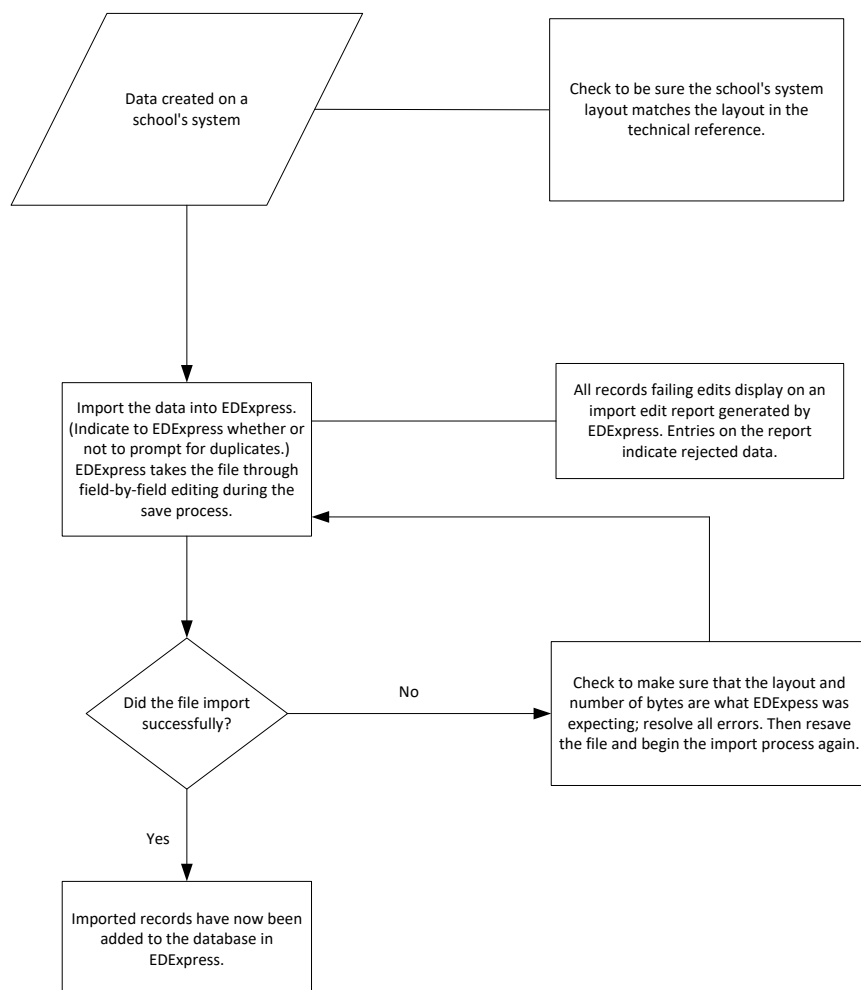 Data created on a
school's system
Check to be sure the school's system
layout matches the layout in the
technical reference.
Import the data into EDExpress.
(Indicate to EDExpress whether or
not to prompt for duplicates.)
EDExpress takes the file through
field-by-field editing during the
save process.
All records failing edits display on an
import edit report generated by
EDExpress. Entries on the report
indicate rejected data.
Did the file import
successfully?
No
Check to make sure that the layout and
number of bytes are what EDExpess was
expecting; resolve all errors. Then resave
the file and begin the import process again.
Yes
Imported records have now been
added to the database in
EDExpress.